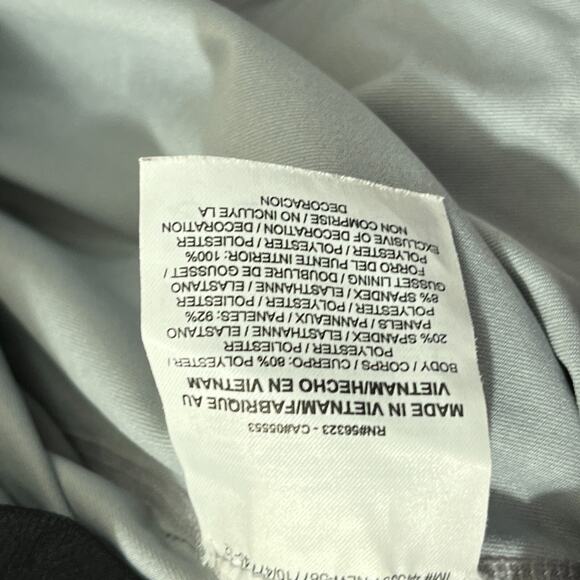 RN#56323 - CA#05553
MADE IN VIETNAM/FABRIQUE AU
VIETNAM/HECHO EN VIETNAM
BODY / CORPS / CUERPO: 80% POLYESTER /
POLYESTER / POLIESTER
20% SPANDEX / ELASTHANNE / ELASTANO
PANELS / PANNEAUX / PANELES: 92%
POLYESTER / POLYESTER / POLIESTER
8% SPANDEX / ELASTHANNE / ELASTANO
GUSSET LINING / DOUBLURE DE GOUSSET /
FORRO DEL PUENTE INTERIOR: 100%
POLYESTER / POLYESTER / POLIESTER
EXCLUSIVE OF DECORATION / DECORATION
NON COMPRISE / NO INCLUYE LA
DECORACION